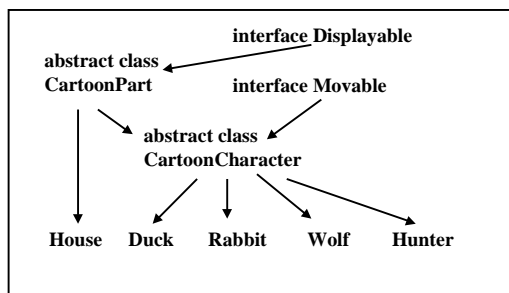 interface Displayable
abstract class
CartoonPart
interface Movable
abstract class
CartoonCharacter
House Duck Rabbit Wolf Hunter